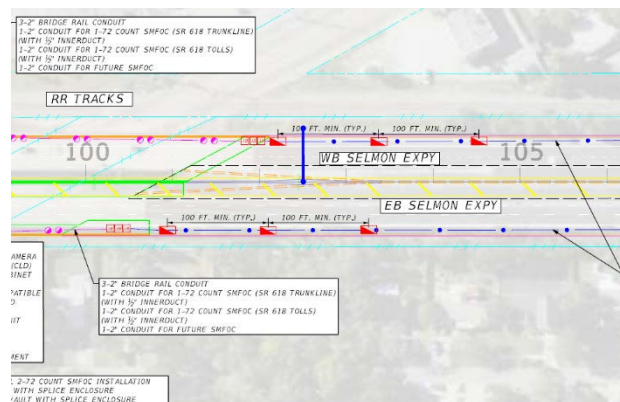 3-2" BRIDGE RAIL CONDUIT
1-2" CONDUIT FOR 1-72 COUNT SMFOC (SR 618 TRUNKLINE)
(WITH ½" INNERDUCT)
1-2" CONDUIT FOR 1-72 COUNT SMFOC (SR 618 TOLLS)
(WITH ½" INNERDUCT)
1-2" CONDUIT FOR FUTURE SMFOC
RR TRACKS
100 FT. MIN. (TYP.) 100 FT. MIN. (TYP.)
100 105
WB SELMON EXPY
EB SELMON EXPY
100 FT. MIN. (TYP.) 100 FT. MIN. (TYP.)
AMERA
(CLD)
BINET
PATIBLE
D
UIT
MENT
3-2" BRIDGE RAIL CONDUIT
1-2" CONDUIT FOR 1-72 COUNT SMFOC (SR 618 TRUNKLINE)
(WITH ½" INNERDUCT)
1-2" CONDUIT FOR 1-72 COUNT SMFOC (SR 618 TOLLS)
(WITH ½" INNERDUCT)
1-2" CONDUIT FOR FUTURE SMFOC
2-72 COUNT SMFOC INSTALLATION
WITH SPLICE ENCLOSURE
VAULT WITH SPLICE ENCLOSURE